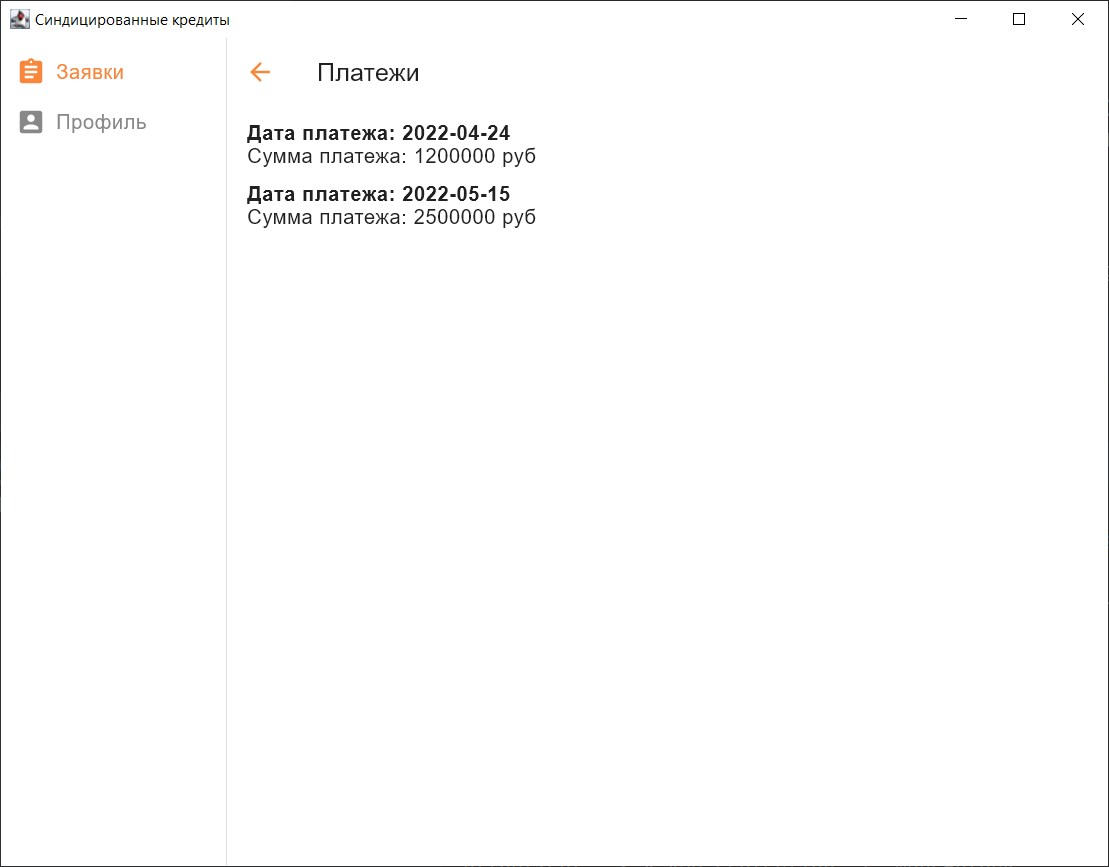 Синдицированные кредиты
Заявки
Профиль
Платежи
Дата платежа: 2022-04-24
Сумма платежа: 1200000 руб
Дата платежа: 2022-05-15
Сумма платежа: 2500000 руб